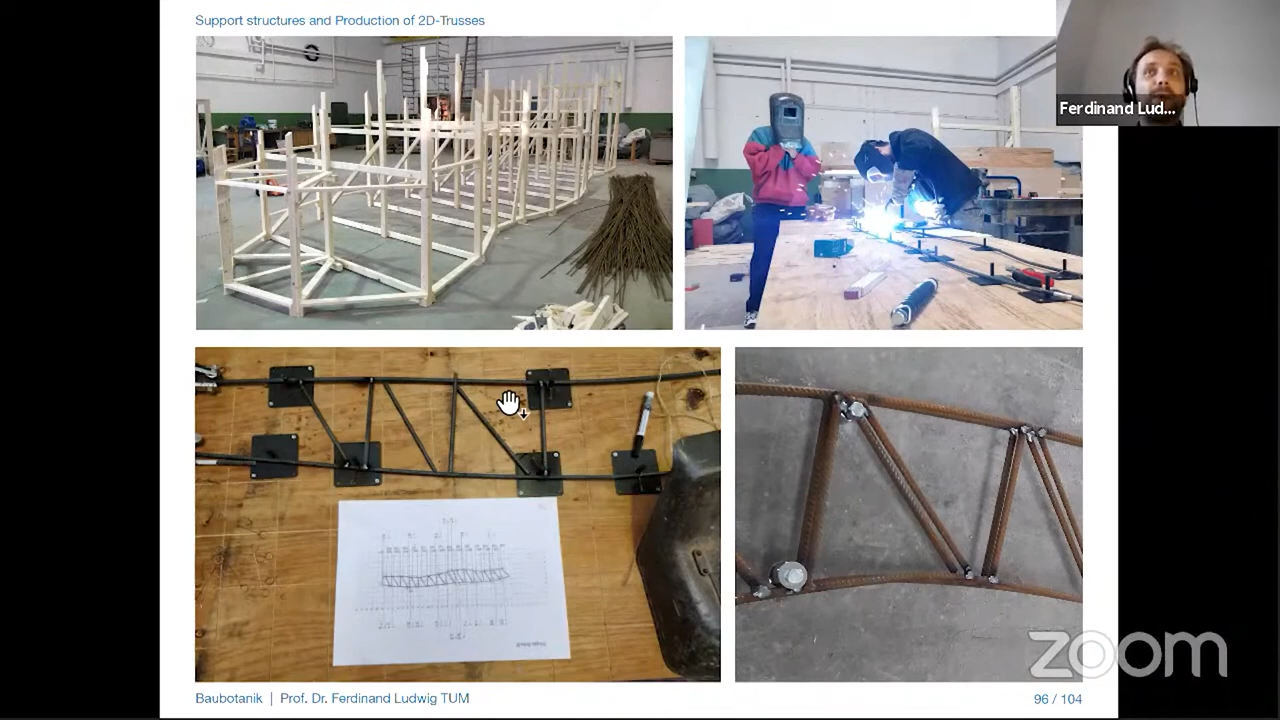 Support structures and Production of 2D-Trusses
Ferdinand Lud...
Baubotanik | Prof. Dr. Ferdinand Ludwig TUM
96 / 104
zoom